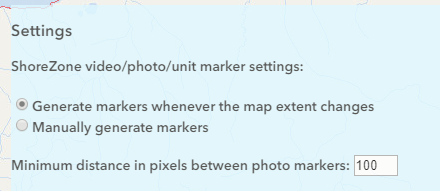 Settings
ShoreZone video/photo/unit marker settings:
Generate markers whenever the map extent changes
Manually generate markers
Minimum distance in pixels between photo markers: 100